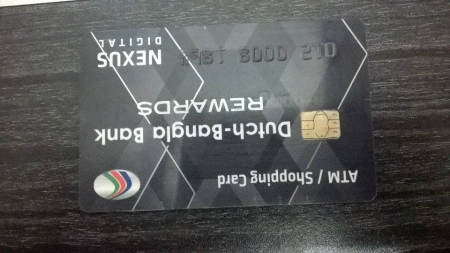 ATM / Shopping Card
Dutch-Bangla Bank
REWARDS
NEXUS
DIGITAL